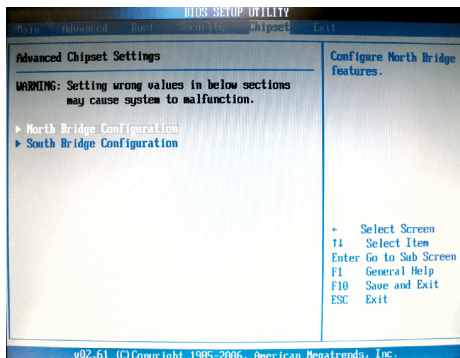 BIOS SETUP UTILITY
Main Advanced Boot Security Chipset Exit
Advanced Chipset Settings
WARNING: Setting wrong values in below sections
may cause system to malfunction.
▶ North Bridge Configuration
▶ South Bridge Configuration
Configure North Bridge
features.
← Select Screen
↑↓ Select Item
Enter Go to Sub Screen
F1 General Help
F10 Save and Exit
ESC Exit
v02.61 (C)Copyright 1985-2006, American Megatrends, Inc.